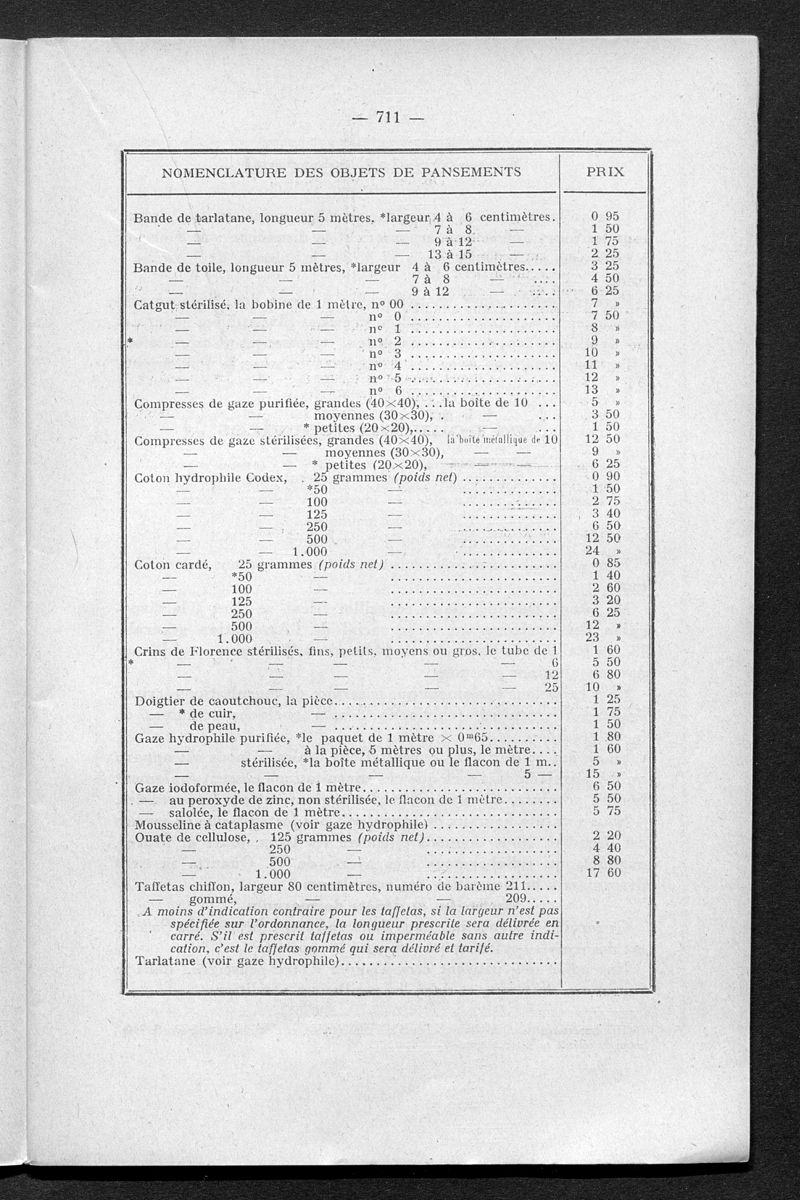 — 711 —
NOMENCLATURE DES OBJETS DE PANSEMENTS PRIX
Bande de tarlatane, longueur 5 mètres, *largeur 4 à 6 centimètres. 0 95
— — — 7 à 8 — 1 50
— — — 9 à 12 — 1 75
— — — 13 à 15 — 2 25
Bande de toile, longueur 5 mètres, *largeur 4 à 6 centimètres..... 3 25
— — — 7 à 8 — .... 4 50
— — — 9 à 12 — .... 6 25
Catgut stérilisé, la bobine de 1 mètre, nº 00 ..................... 7 »
— — — nº 0 ..................... 7 50
— — — nº 1 ..................... 8 »
* — — — nº 2 ..................... 9 »
— — — nº 3 ..................... 10 »
— — — nº 4 ..................... 11 »
— — — nº 5 ..................... 12 »
— — — nº 6 ..................... 13 »
Compresses de gaze purifiée, grandes (40×40), ...la boîte de 10 ... 5 »
— — moyennes (30×30), . — ... 3 50
— — * petites (20×20),..... — ... 1 50
Compresses de gaze stérilisées, grandes (40×40), la boîte métallique de 10 12 50
— — moyennes (30×30), — — 9 »
— — * petites (20×20), — — 6 25
Coton hydrophile Codex, . 25 grammes (poids net) .............. 0 90
— — *50 — .............. 1 50
— — 100 — .............. 2 75
— — 125 — .............. 3 40
— — 250 — .............. 6 50
— — 500 — .............. 12 50
— — 1.000 — .............. 24 »
Coton cardé, 25 grammes (poids net) ........................ 0 85
— *50 — ........................ 1 40
— 100 — ........................ 2 60
— 125 — ........................ 3 20
— 250 — ........................ 6 25
— 500 — ........................ 12 »
— 1.000 — ........................ 23 »
Crins de Florence stérilisés, fins, petits, moyens ou gros, le tube de 1 1 60
* — — — — — 6 5 50
— — — — — 12 6 80
— — — — — 25 10 »
Doigtier de caoutchouc, la pièce................................ 1 25
— * de cuir, — ................................ 1 75
— de peau, — ................................ 1 50
Gaze hydrophile purifiée, *le paquet de 1 mètre × 0m65.......... 1 80
— — à la pièce, 5 mètres ou plus, le mètre.... 1 60
— stérilisée, *la boîte métallique ou le flacon de 1 m.. 5 »
— — — — 5 — 15 »
Gaze iodoformée, le flacon de 1 mètre............................ 6 50
— au peroxyde de zinc, non stérilisée, le flacon de 1 mètre........ 5 50
— salolée, le flacon de 1 mètre............................... 5 75
Mousseline à cataplasme (voir gaze hydrophile) ..................
Ouate de cellulose, . 125 grammes (poids net)................... 2 20
— 250 — ................... 4 40
— 500 — ................... 8 80
— 1.000 — ................... 17 60
Taffetas chiffon, largeur 80 centimètres, numéro de barème 211.....
— gommé, — — 209.....
A moins d'indication contraire pour les taffetas, si la largeur n'est pas
spécifiée sur l'ordonnance, la longueur prescrite sera délivrée en
carré. S'il est prescrit taffetas ou imperméable sans autre indi-
cation, c'est le taffetas gommé qui sera délivré et tarifé.
Tarlatane (voir gaze hydrophile)...............................